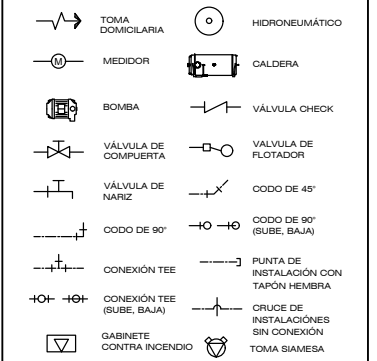 TOMA
DOMICILARIA
HIDRONEUMÁTICO
M
MEDIDOR
CALDERA
BOMBA
VÁLVULA CHECK
VÁLVULA DE
COMPUERTA
VALVULA DE
FLOTADOR
VÁLVULA DE
NARIZ
CODO DE 45°
CODO DE 90°
CODO DE 90°
(SUBE, BAJA)
CONEXIÓN TEE
PUNTA DE
INSTALACIÓN CON
TAPÓN HEMBRA
CONEXIÓN TEE
(SUBE, BAJA)
CRUCE DE
INSTALACIÓNES
SIN CONEXIÓN
GABINETE
CONTRA INCENDIO
TOMA SIAMESA